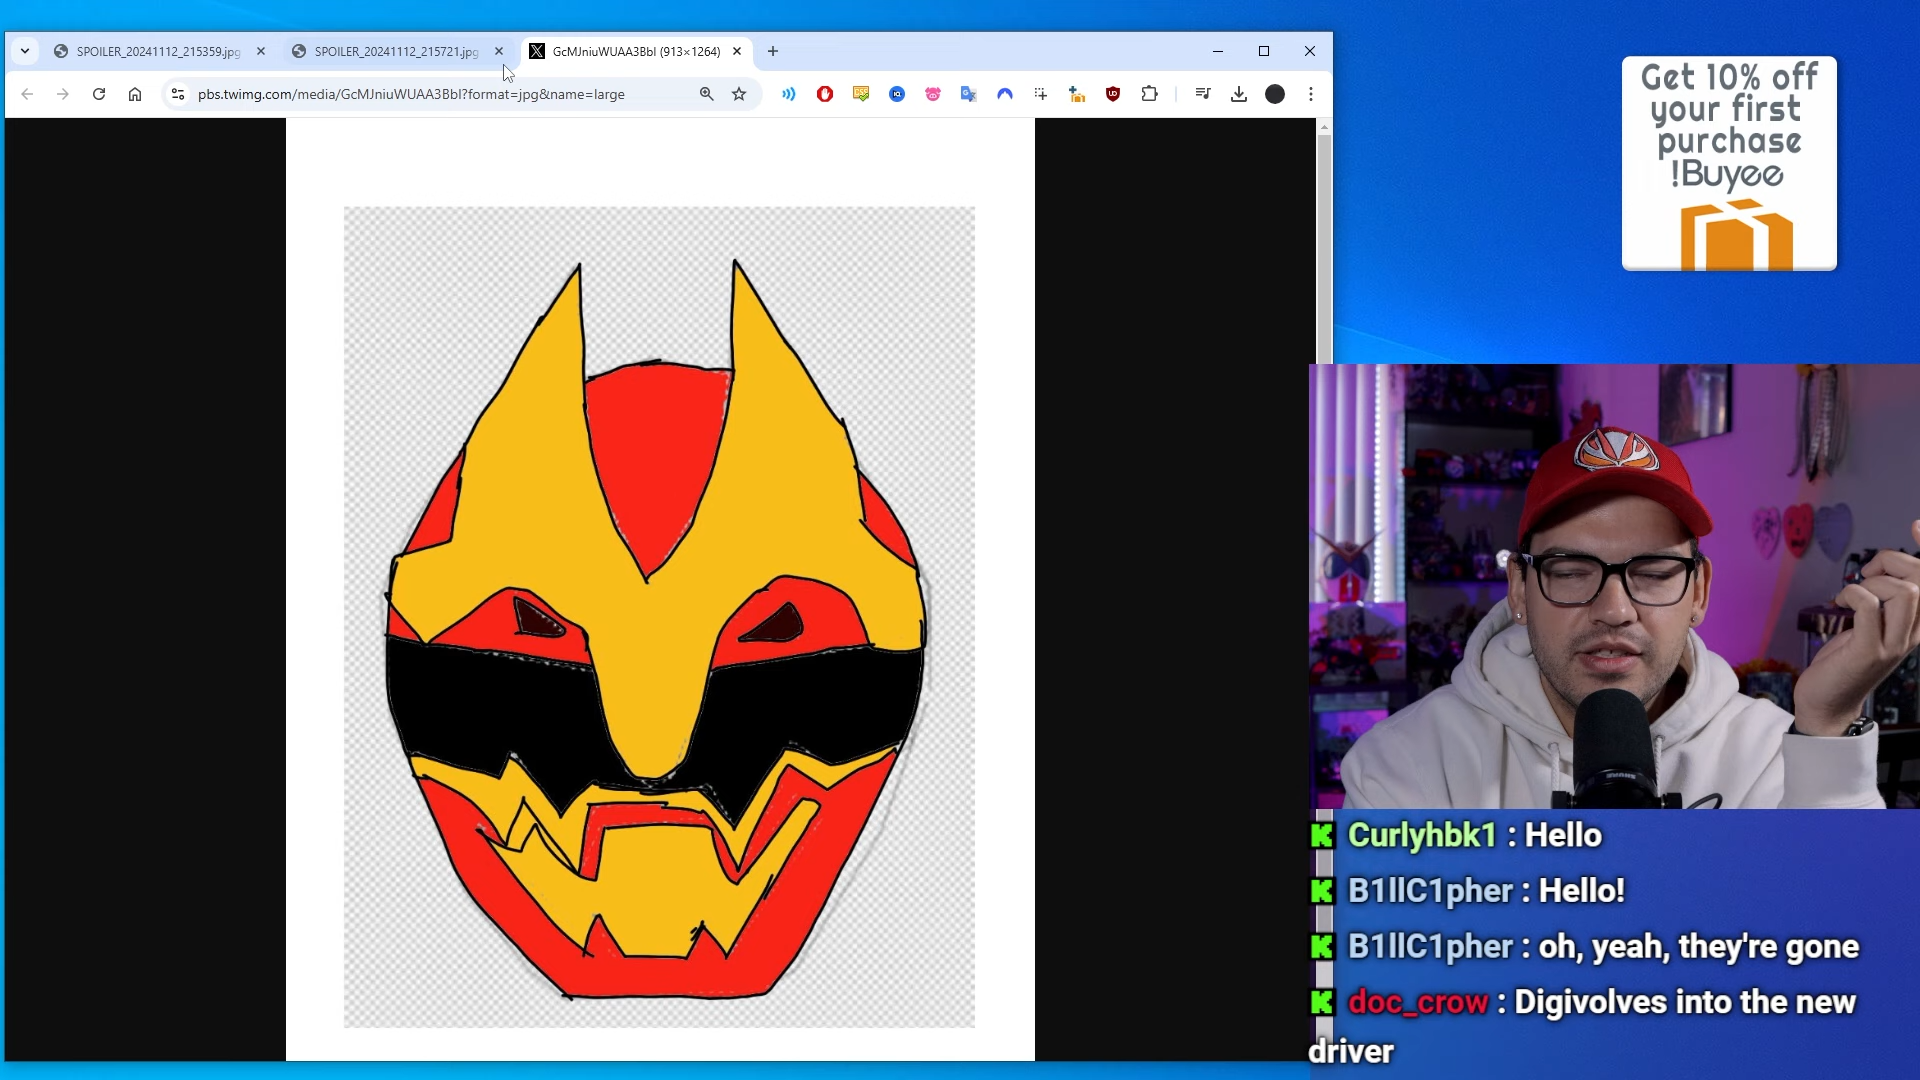 SPOILER_20241112_215359.jpg
SPOILER_20241112_215721.jpg
GcMJniuWUAA3Bbl (913×1264)
pbs.twimg.com/media/GcMJniuWUAA3Bbl?format=jpg&name=large
Get 10% off
your first
purchase
!Buyee
Curlyhbk1 : Hello
B1llC1pher : Hello!
B1llC1pher : oh, yeah, they're gone
doc_crow : Digivolves into the new
driver